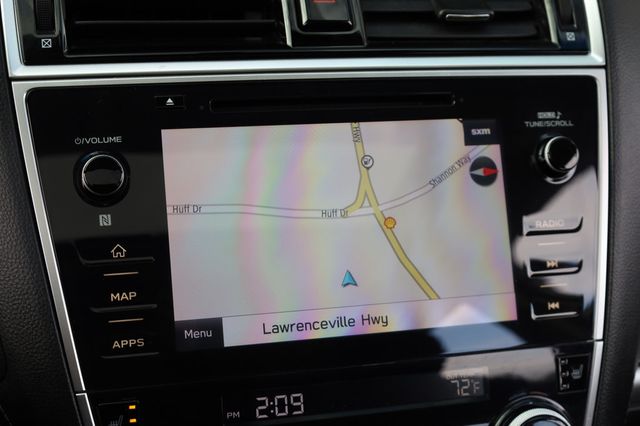 HOLD
TUNE/SCROLL
/VOLUME
sxm
Hwy
Shannon Way
Huff Dr
Huff Dr
RADIO
MAP
APPS
Menu
Lawrenceville Hwy
PM 2:09
72°F